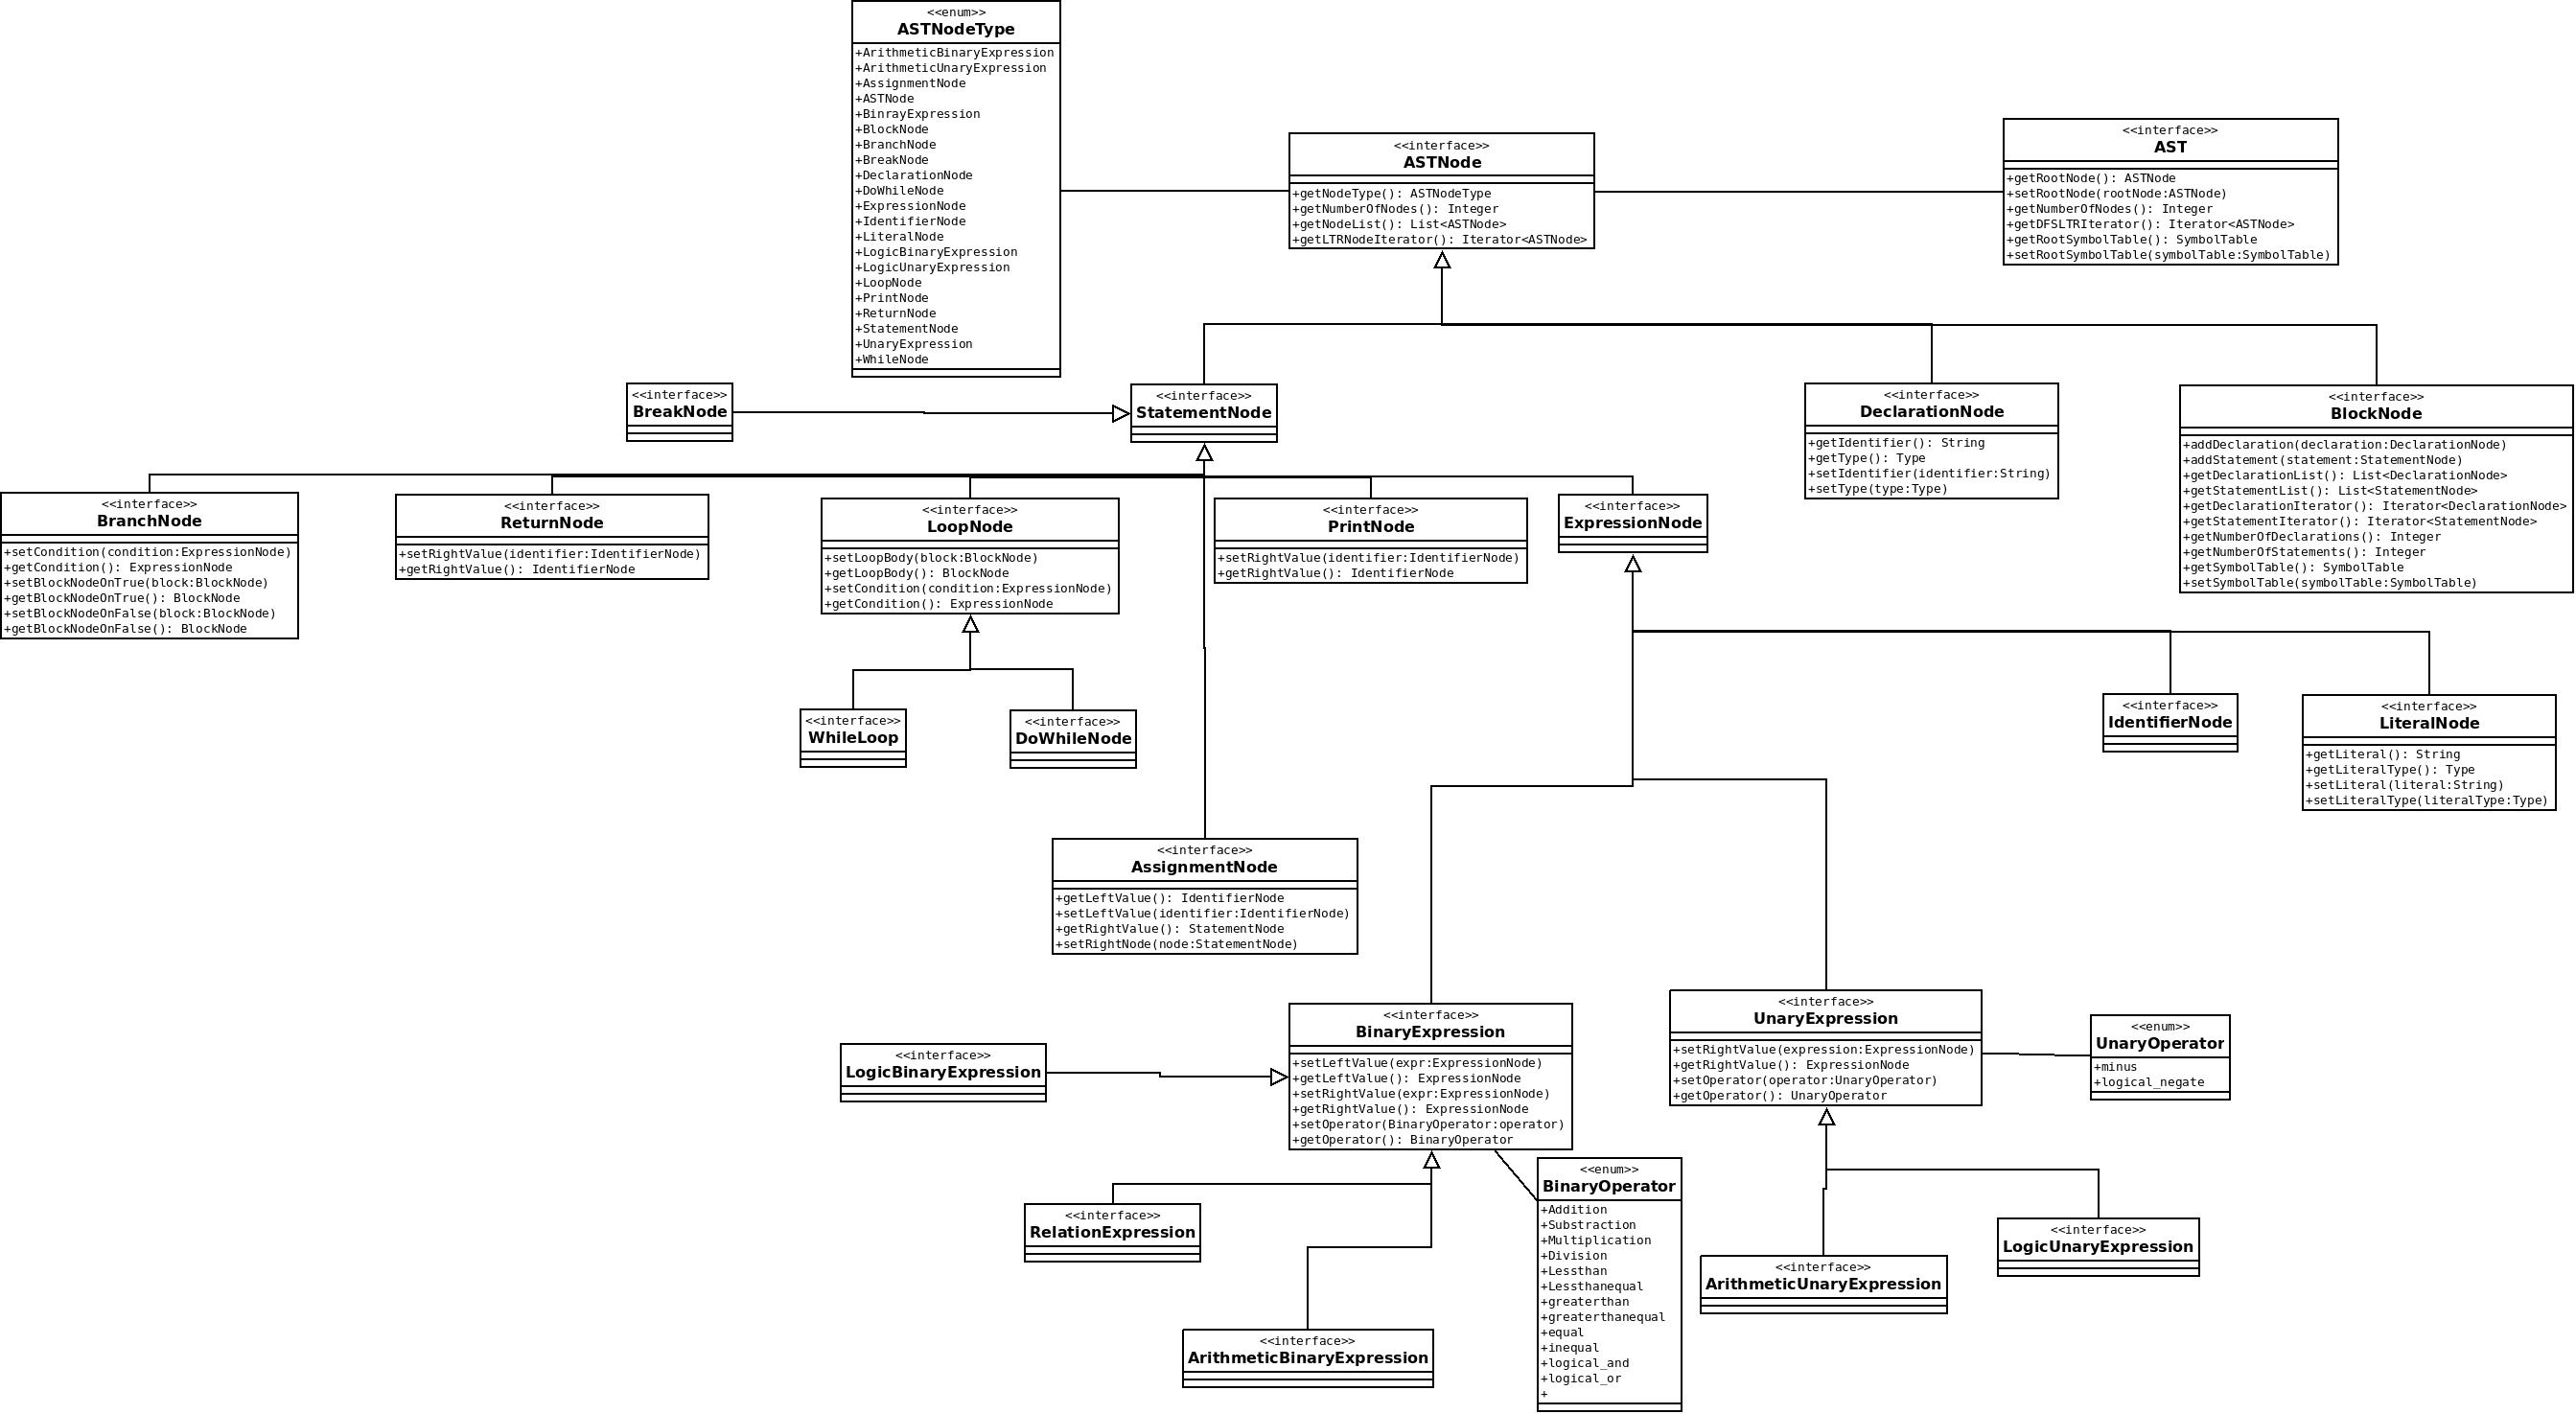 <<enum>>
ASTNodeType
+ArithmeticBinaryExpression
+ArithmeticUnaryExpression
+AssignmentNode
+ASTNode
+BinrayExpression
+BlockNode
+BranchNode
+BreakNode
+DeclarationNode
+DoWhileNode
+ExpressionNode
+IdentifierNode
+LiteralNode
+LogicBinaryExpression
+LogicUnaryExpression
+LoopNode
+PrintNode
+ReturnNode
+StatementNode
+UnaryExpression
+WhileNode
<<interface>>
ASTNode
+getNodeType(): ASTNodeType
+getNumberOfNodes(): Integer
+getNodeList(): List<ASTNode>
+getLTRNodeIterator(): Iterator<ASTNode>
<<interface>>
AST
+getRootNode(): ASTNode
+setRootNode(rootNode:ASTNode)
+getNumberOfNodes(): Integer
+getDFSLTRIterator(): Iterator<ASTNode>
+getRootSymbolTable(): SymbolTable
+setRootSymbolTable(symbolTable:SymbolTable)
<<interface>>
BreakNode
<<interface>>
StatementNode
<<interface>>
DeclarationNode
+getIdentifier(): String
+getType(): Type
+setIdentifier(identifier:String)
+setType(type:Type)
<<interface>>
BlockNode
+addDeclaration(declaration:DeclarationNode)
+addStatement(statement:StatementNode)
+getDeclarationList(): List<DeclarationNode>
+getStatementList(): List<StatementNode>
+getDeclarationIterator(): Iterator<DeclarationNode>
+getStatementIterator(): Iterator<StatementNode>
+getNumberOfDeclarations(): Integer
+getNumberOfStatements(): Integer
+getSymbolTable(): SymbolTable
+setSymbolTable(symbolTable:SymbolTable)
<<interface>>
BranchNode
+setCondition(condition:ExpressionNode)
+getCondition(): ExpressionNode
+setBlockNodeOnTrue(block:BlockNode)
+getBlockNodeOnTrue(): BlockNode
+setBlockNodeOnFalse(block:BlockNode)
+getBlockNodeOnFalse(): BlockNode
<<interface>>
ReturnNode
+setRightValue(identifier:IdentifierNode)
+getRightValue(): IdentifierNode
<<interface>>
LoopNode
+setLoopBody(block:BlockNode)
+getLoopBody(): BlockNode
+setCondition(condition:ExpressionNode)
+getCondition(): ExpressionNode
<<interface>>
PrintNode
+setRightValue(identifier:IdentifierNode)
+getRightValue(): IdentifierNode
<<interface>>
ExpressionNode
<<interface>>
WhileLoop
<<interface>>
DoWhileNode
<<interface>>
IdentifierNode
<<interface>>
LiteralNode
+getLiteral(): String
+getLiteralType(): Type
+setLiteral(literal:String)
+setLiteralType(literalType:Type)
<<interface>>
AssignmentNode
+getLeftValue(): IdentifierNode
+setLeftValue(identifier:IdentifierNode)
+getRightValue(): StatementNode
+setRightNode(node:StatementNode)
<<interface>>
LogicBinaryExpression
<<interface>>
BinaryExpression
+setLeftValue(expr:ExpressionNode)
+getLeftValue(): ExpressionNode
+setRightValue(expr:ExpressionNode)
+getRightValue(): ExpressionNode
+setOperator(BinaryOperator:operator)
+getOperator(): BinaryOperator
<<interface>>
UnaryExpression
+setRightValue(expression:ExpressionNode)
+getRightValue(): ExpressionNode
+setOperator(operator:UnaryOperator)
+getOperator(): UnaryOperator
<<enum>>
UnaryOperator
+minus
+logical_negate
<<interface>>
RelationExpression
<<interface>>
ArithmeticBinaryExpression
<<enum>>
BinaryOperator
+Addition
+Substraction
+Multiplication
+Division
+Lessthan
+Lessthanequal
+greaterthan
+greaterthanequal
+equal
+inequal
+logical_and
+logical_or
+
<<interface>>
ArithmeticUnaryExpression
<<interface>>
LogicUnaryExpression